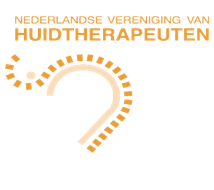 NEDERLANDSE VERENIGING VAN
HUIDTHERAPEUTEN